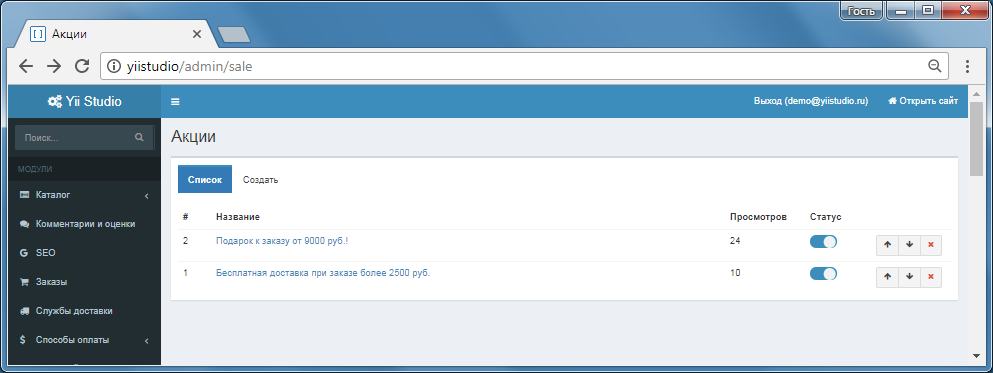 Гость
Акции
yiistudio/admin/sale
Yii Studio
Выход (demo@yiistudio.ru)
Открыть сайт
Поиск...
МОДУЛИ
Каталог
Комментарии и оценки
SEO
Заказы
Службы доставки
Способы оплаты
Акции
Список
Создать
# Название Просмотров Статус
2 Подарок к заказу от 9000 руб.! 24
1 Бесплатная доставка при заказе более 2500 руб. 10